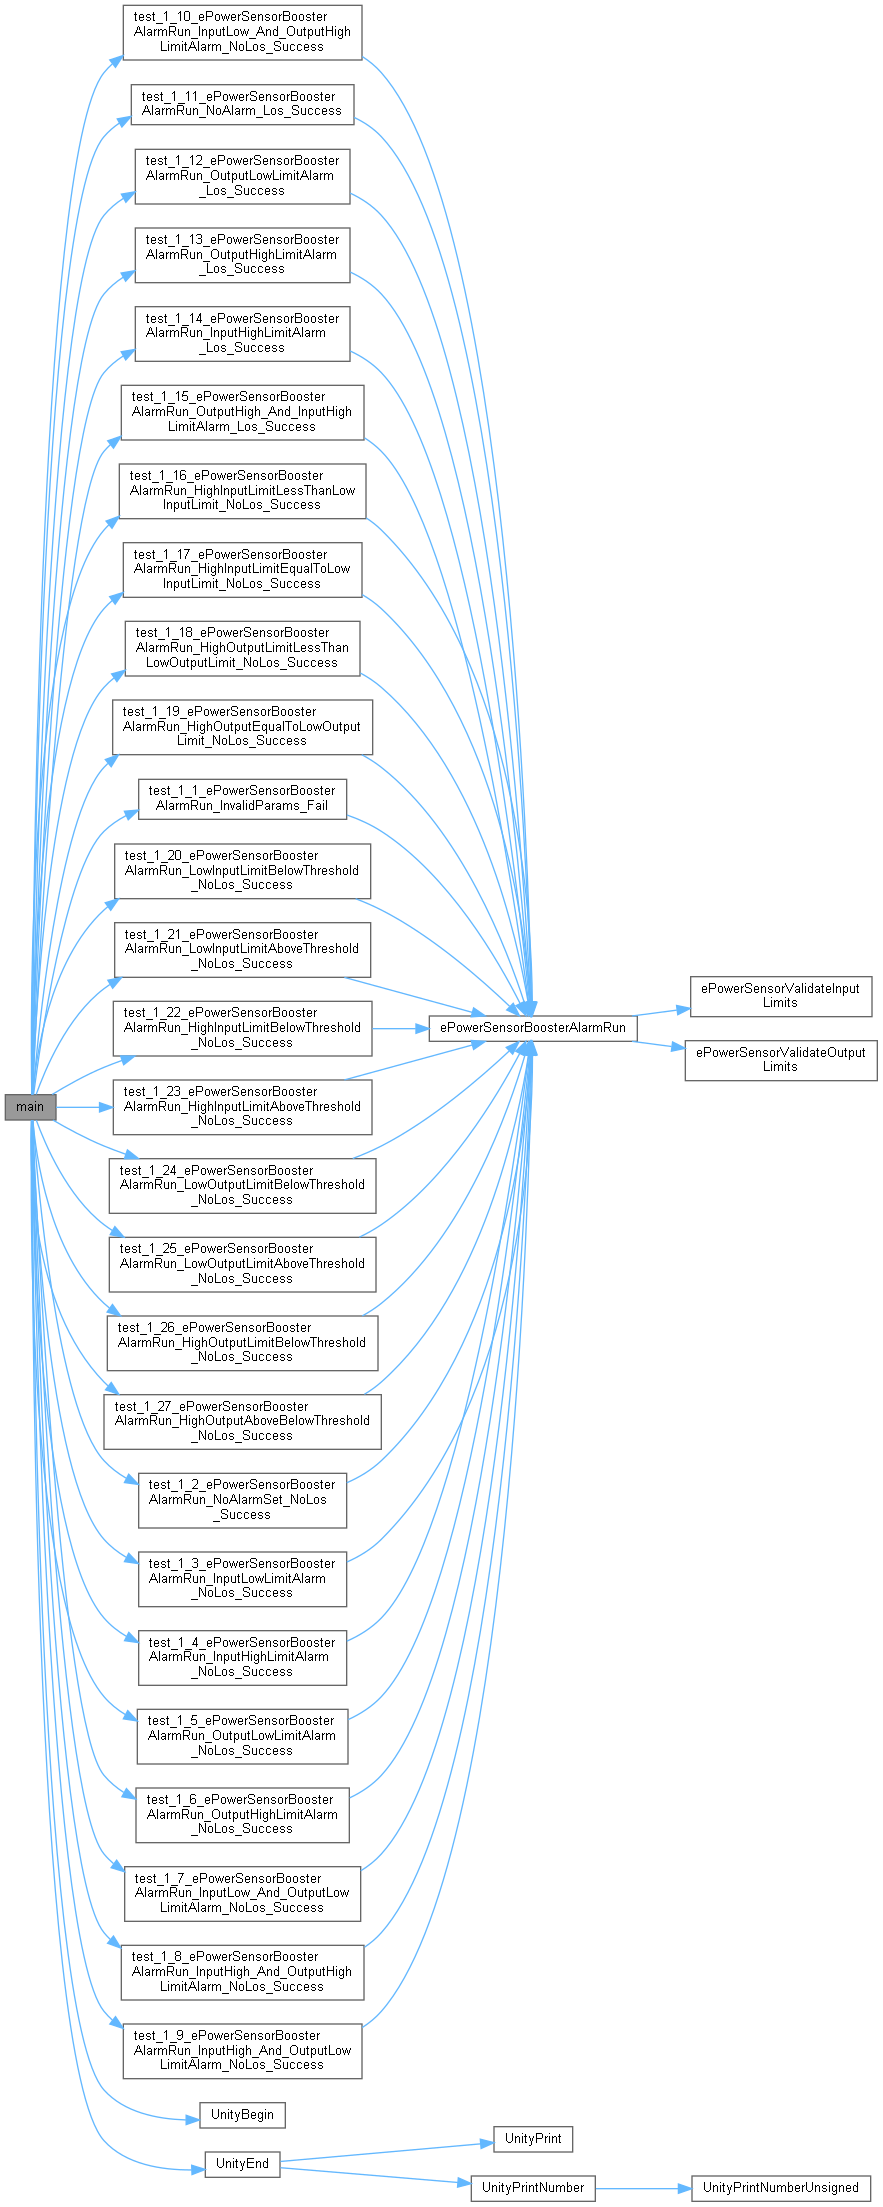 test_1_10_ePowerSensorBooster
AlarmRun_InputLow_And_OutputHigh
LimitAlarm_NoLos_Success
test_1_11_ePowerSensorBooster
AlarmRun_NoAlarm_Los_Success
test_1_12_ePowerSensorBooster
AlarmRun_OutputLowLimitAlarm
_Los_Success
test_1_13_ePowerSensorBooster
AlarmRun_OutputHighLimitAlarm
_Los_Success
test_1_14_ePowerSensorBooster
AlarmRun_InputHighLimitAlarm
_Los_Success
test_1_15_ePowerSensorBooster
AlarmRun_OutputHigh_And_InputHigh
LimitAlarm_Los_Success
test_1_16_ePowerSensorBooster
AlarmRun_HighInputLimitLessThanLow
InputLimit_NoLos_Success
test_1_17_ePowerSensorBooster
AlarmRun_HighInputLimitEqualToLow
InputLimit_NoLos_Success
test_1_18_ePowerSensorBooster
AlarmRun_HighOutputLimitLessThan
LowOutputLimit_NoLos_Success
test_1_19_ePowerSensorBooster
AlarmRun_HighOutputEqualToLowOutput
Limit_NoLos_Success
test_1_1_ePowerSensorBooster
AlarmRun_InvalidParams_Fail
test_1_20_ePowerSensorBooster
AlarmRun_LowInputLimitBelowThreshold
_NoLos_Success
test_1_21_ePowerSensorBooster
AlarmRun_LowInputLimitAboveThreshold
_NoLos_Success
test_1_22_ePowerSensorBooster
AlarmRun_HighInputLimitBelowThreshold
_NoLos_Success
test_1_23_ePowerSensorBooster
AlarmRun_HighInputLimitAboveThreshold
_NoLos_Success
main
test_1_24_ePowerSensorBooster
AlarmRun_LowOutputLimitBelowThreshold
_NoLos_Success
test_1_25_ePowerSensorBooster
AlarmRun_LowOutputLimitAboveThreshold
_NoLos_Success
test_1_26_ePowerSensorBooster
AlarmRun_HighOutputLimitBelowThreshold
_NoLos_Success
test_1_27_ePowerSensorBooster
AlarmRun_HighOutputAboveBelowThreshold
_NoLos_Success
test_1_2_ePowerSensorBooster
AlarmRun_NoAlarmSet_NoLos
_Success
test_1_3_ePowerSensorBooster
AlarmRun_InputLowLimitAlarm
_NoLos_Success
test_1_4_ePowerSensorBooster
AlarmRun_InputHighLimitAlarm
_NoLos_Success
test_1_5_ePowerSensorBooster
AlarmRun_OutputLowLimitAlarm
_NoLos_Success
test_1_6_ePowerSensorBooster
AlarmRun_OutputHighLimitAlarm
_NoLos_Success
test_1_7_ePowerSensorBooster
AlarmRun_InputLow_And_OutputLow
LimitAlarm_NoLos_Success
test_1_8_ePowerSensorBooster
AlarmRun_InputHigh_And_OutputHigh
LimitAlarm_NoLos_Success
test_1_9_ePowerSensorBooster
AlarmRun_InputHigh_And_OutputLow
LimitAlarm_NoLos_Success
UnityBegin
UnityEnd
ePowerSensorBoosterAlarmRun
ePowerSensorValidateInput
Limits
ePowerSensorValidateOutput
Limits
UnityPrint
UnityPrintNumber
UnityPrintNumberUnsigned